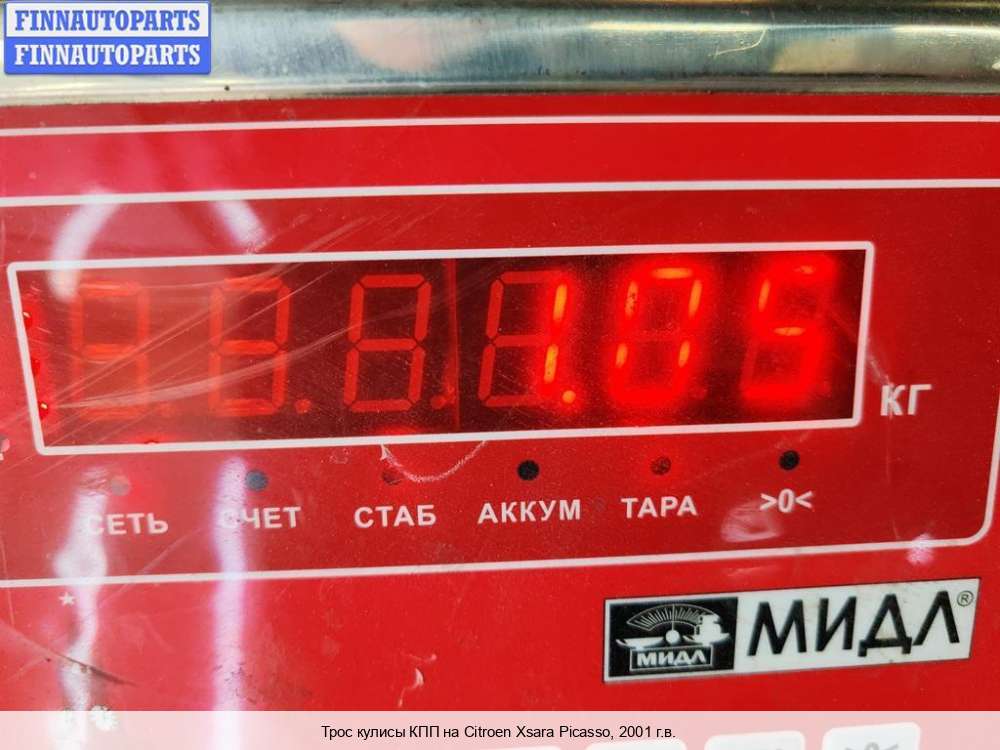 FINNAUTOPARTS
FINNAUTOPARTS
1.05
КГ
СЕТЬ СЧЕТ СТАБ АККУМ ТАРА >0<
МИДЛ МИДЛ®
Трос кулисы КПП на Citroen Xsara Picasso, 2001 г.в.